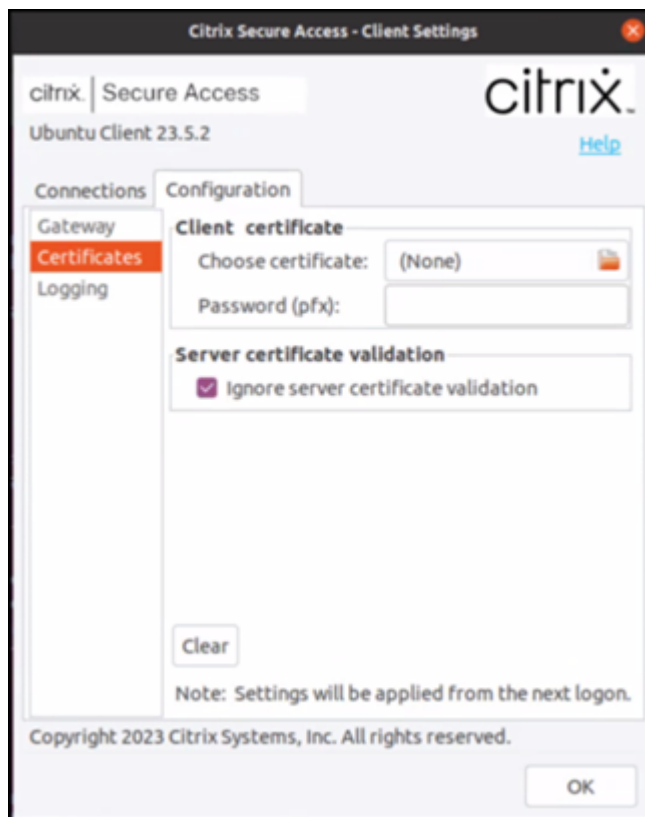 Citrix Secure Access - Client Settings
citrix. | Secure Access
citrix™
Ubuntu Client 23.5.2
Help
Connections
Configuration
Gateway
Certificates
Logging
Client certificate
Choose certificate: (None)
Password (pfx):
Server certificate validation
Ignore server certificate validation
Clear
Note: Settings will be applied from the next logon.
Copyright 2023 Citrix Systems, Inc. All rights reserved.
OK